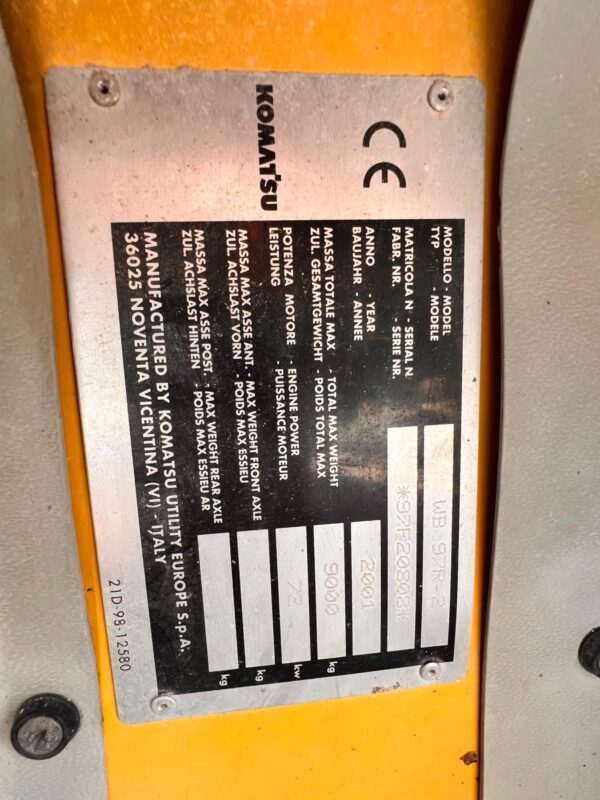 CE
KOMATSU
MODELLO - MODEL
TYP - MODELE
WB 97R-2
MATRICOLA N° - SERIAL N°
FABR. NR. - SERIE NR.
*97F20808*
ANNO - YEAR
BAUJAHR - ANNEE
2001
MASSA TOTALE MAX - TOTAL MAX WEIGHT
ZUL. GESAMTGEWICHT - POIDS TOTAL MAX
9000 kg
POTENZA MOTORE - ENGINE POWER
LEISTUNG - PUISSANCE MOTEUR
72 kw
MASSA MAX ASSE ANT. - MAX WEIGHT FRONT AXLE
ZUL. ACHSLAST VORN - POIDS MAX ESSIEU
kg
MASSA MAX ASSE POST. - MAX WEIGHT REAR AXLE
ZUL ACHSLAST HINTEN - POIDS MAX ESSIEU AR
kg
MANUFACTURED BY KOMATSU UTILITY EUROPE S.p.A.
36025 NOVENTA VICENTINA (VI) - ITALY
21D-98-12580